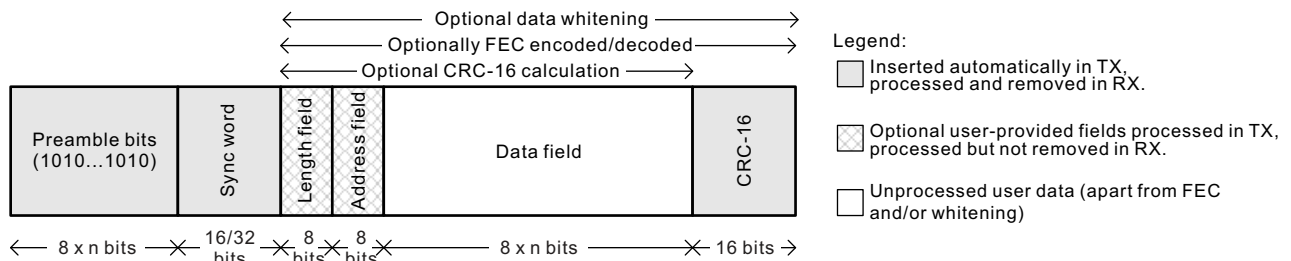 Optional data whitening
Optionally FEC encoded/decoded
Optional CRC-16 calculation
Preamble bits
(1010...1010)
Sync word
Length field
Address field
Data field
CRC-16
8 x n bits
16/32
bits
8
bits
8
bits
8 x n bits
16 bits
Legend:
Inserted automatically in TX,
processed and removed in RX.
Optional user-provided fields processed in TX,
processed but not removed in RX.
Unprocessed user data (apart from FEC
and/or whitening)